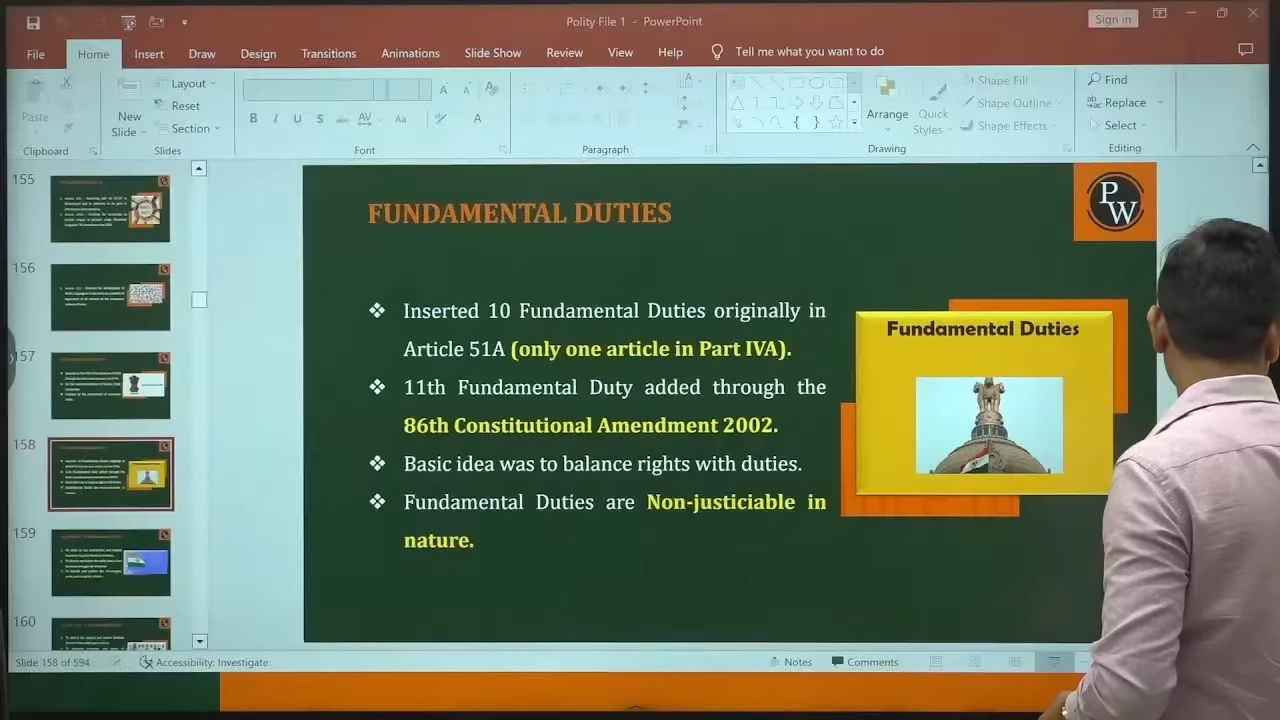 Polity File 1 - PowerPoint
Sign in
File Home Insert Draw Design Transitions Animations Slide Show Review View Help Tell me what you want to do
Paste
Clipboard
New Slide
Layout
Reset
Section
Slides
B I U S
AV
Aa
A
Font
Paragraph
Arrange
Quick Styles
Shape Fill
Shape Outline
Shape Effects
Drawing
Find
Replace
Select
Editing
155
156
157
158
159
160
FUNDAMENTAL DUTIES
PW
❖ Inserted 10 Fundamental Duties originally in
Article 51A (only one article in Part IVA).
❖ 11th Fundamental Duty added through the
86th Constitutional Amendment 2002.
❖ Basic idea was to balance rights with duties.
❖ Fundamental Duties are Non-justiciable in
nature.
Fundamental Duties
Slide 158 of 594
Accessibility: Investigate
Notes
Comments